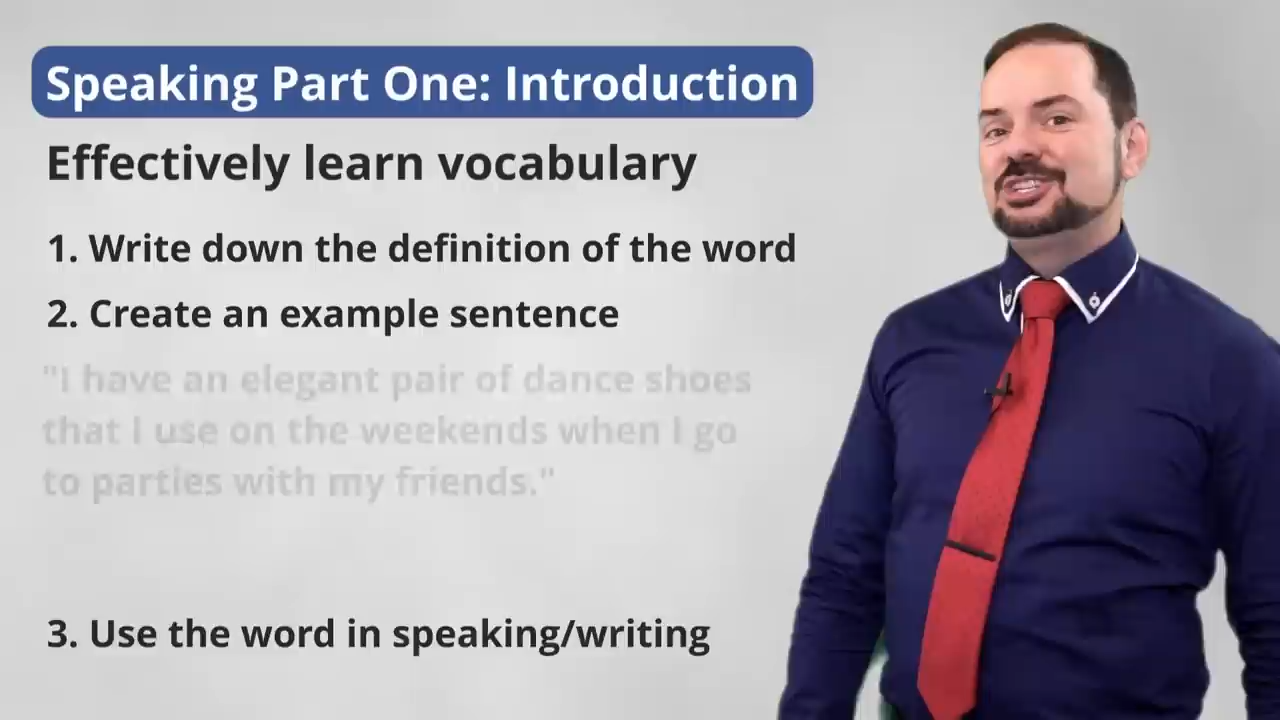 Speaking Part One: Introduction
Effectively learn vocabulary
1. Write down the definition of the word
2. Create an example sentence
"I have an elegant pair of dance shoes
that I use on the weekends when I go
to parties with my friends."
3. Use the word in speaking/writing